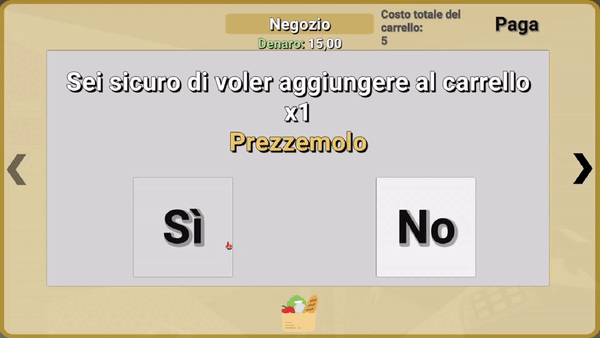 Negozio
Denaro: 15,00
Costo totale del
carrello:
5
Paga
Sei sicuro di voler aggiungere al carrello
x1
Prezzemolo
Sì
No